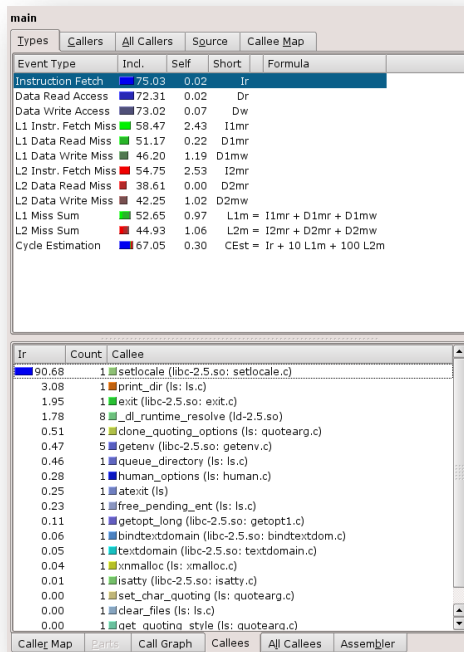 main
Types Callers All Callers Source Callee Map
Event Type Incl. Self Short Formula
Instruction Fetch 75.03 0.02 Ir
Data Read Access 72.31 0.02 Dr
Data Write Access 73.02 0.07 Dw
L1 Instr. Fetch Miss 58.47 2.43 I1mr
L1 Data Read Miss 51.17 0.22 D1mr
L1 Data Write Miss 46.20 1.19 D1mw
L2 Instr. Fetch Miss 54.75 2.53 I2mr
L2 Data Read Miss 38.61 0.00 D2mr
L2 Data Write Miss 42.25 1.02 D2mw
L1 Miss Sum 52.65 0.97 L1m = I1mr + D1mr + D1mw
L2 Miss Sum 44.93 1.06 L2m = I2mr + D2mr + D2mw
Cycle Estimation 67.05 0.30 CEst = Ir + 10 L1m + 100 L2m
Ir Count Callee
90.68 1 setlocale (libc-2.5.so: setlocale.c)
3.08 1 print_dir (ls: ls.c)
1.95 1 exit (libc-2.5.so: exit.c)
1.78 8 _dl_runtime_resolve (ld-2.5.so)
0.51 2 clone_quoting_options (ls: quotearg.c)
0.47 5 getenv (libc-2.5.so: getenv.c)
0.46 1 queue_directory (ls: ls.c)
0.28 1 human_options (ls: human.c)
0.25 1 atexit (ls)
0.23 1 free_pending_ent (ls: ls.c)
0.11 1 getopt_long (libc-2.5.so: getopt1.c)
0.06 1 bindtextdomain (libc-2.5.so: bindtextdom.c)
0.05 1 textdomain (libc-2.5.so: textdomain.c)
0.04 1 xnmalloc (ls: xmalloc.c)
0.01 1 isatty (libc-2.5.so: isatty.c)
0.00 1 set_char_quoting (ls: quotearg.c)
0.00 1 clear_files (ls: ls.c)
0.00 1 get_quoting_style (ls: quotearg.c)
Caller Map Parts Call Graph Callees All Callees Assembler